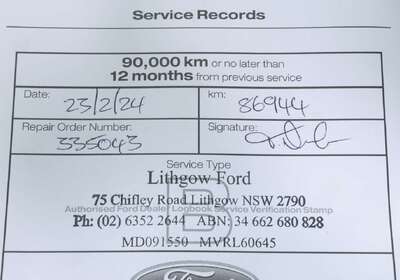 Service Records
90,000 km or no later than
12 months from previous service
Date: 23/2/24 km: 86944
Repair Order Number: 335043 Signature:
Service Type
Lithgow Ford
75 Chifley Road Lithgow NSW 2790
Authorised Ford Dealer Logbook Service Verification Stamp
Ph: (02) 6352 2644 ABN: 34 662 680 828
B
MD091550 MVRL60645